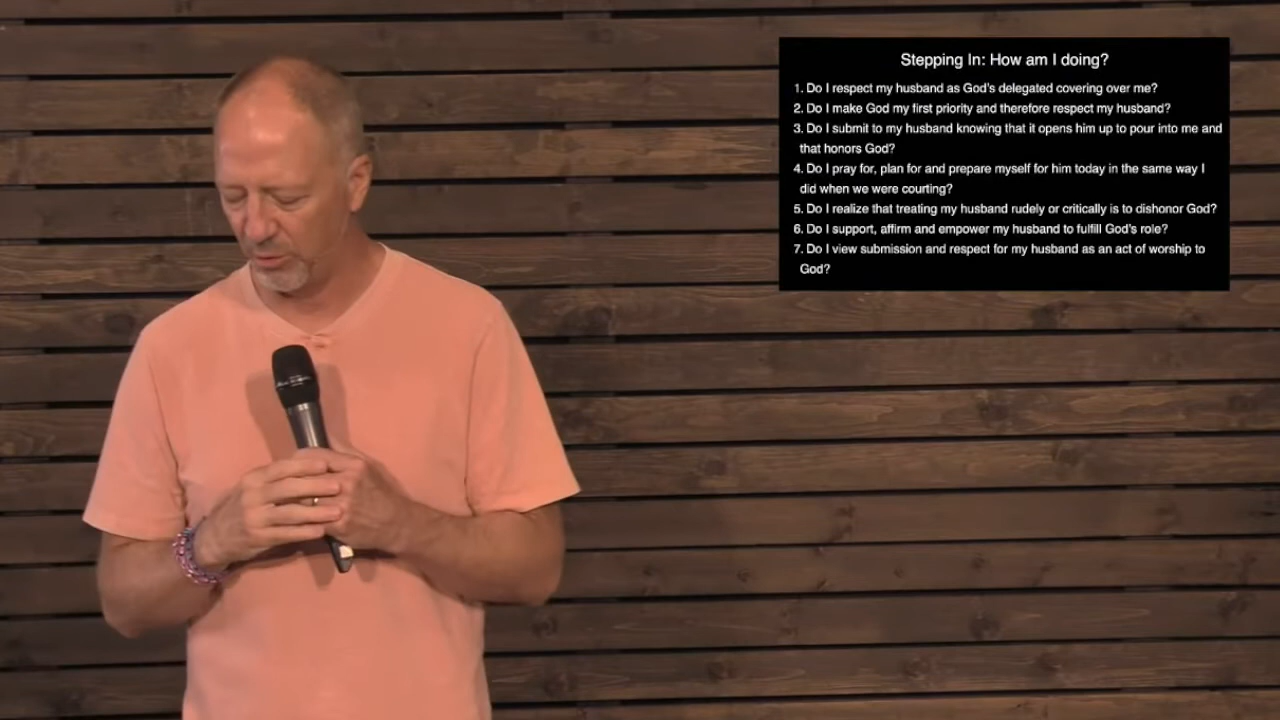 Stepping In: How am I doing?
1. Do I respect my husband as God's delegated covering over me?
2. Do I make God my first priority and therefore respect my husband?
3. Do I submit to my husband knowing that it opens him up to pour into me and
that honors God?
4. Do I pray for, plan for and prepare myself for him today in the same way I
did when we were courting?
5. Do I realize that treating my husband rudely or critically is to dishonor God?
6. Do I support, affirm and empower my husband to fulfill God's role?
7. Do I view submission and respect for my husband as an act of worship to
God?